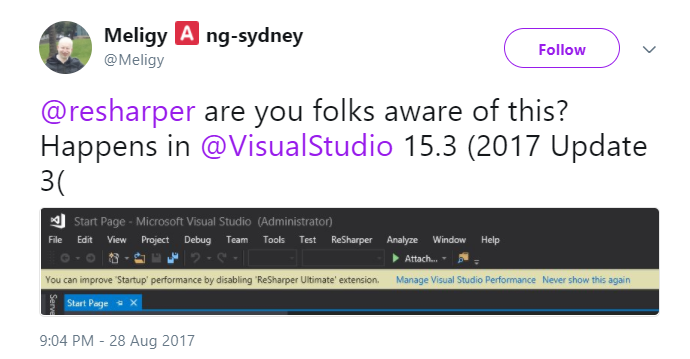 Meligy 🅰 ng-sydney
@Meligy
Follow
@resharper are you folks aware of this?
Happens in @VisualStudio 15.3 (2017 Update
3(
Start Page - Microsoft Visual Studio (Administrator)
File Edit View Project Debug Team Tools Test ReSharper Analyze Window Help
Attach...
You can improve 'Startup' performance by disabling 'ReSharper Ultimate' extension. Manage Visual Studio Performance Never show this again
Serve
Start Page
9:04 PM - 28 Aug 2017